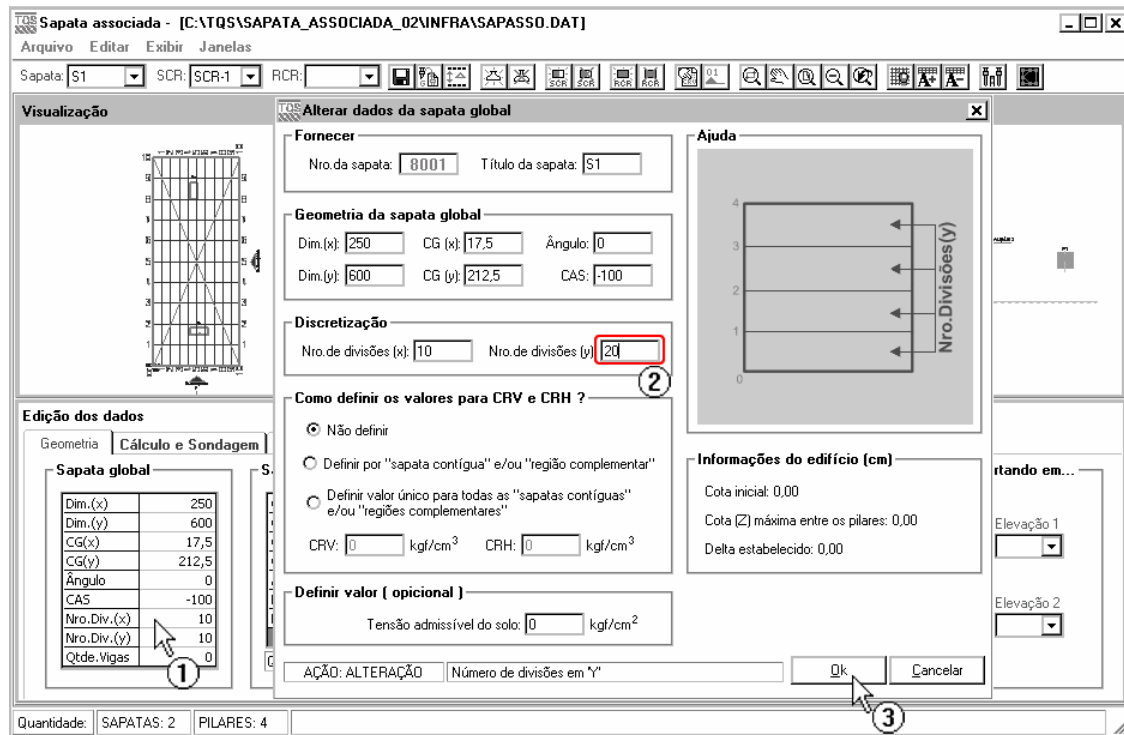 TQS Sapata associada - [C:\TQS\SAPATA_ASSOCIADA_02\INFRA\SAPASSO.DAT]
Arquivo Editar Exibir Janelas
Sapata: S1 SCR: SCR-1 RCR:
Visualização
TQS Alterar dados da sapata global
Fornecer
Nro.da sapata: 8001 Título da sapata: S1
Geometria da sapata global
Dim.(x): 250 CG (x): 17,5 Ângulo: 0
Dim.(y): 600 CG (y): 212,5 CAS: -100
Discretização
Nro.de divisões (x): 10 Nro.de divisões (y) 20
2
Como definir os valores para CRV e CRH ?
Não definir
Definir por "sapata contígua" e/ou "região complementar"
Definir valor único para todas as "sapatas contíguas"
e/ou "regiões complementares"
CRV: 0 kgf/cm3 CRH: 0 kgf/cm3
Definir valor ( opicional )
Tensão admissível do solo: 0 kgf/cm2
AÇÃO: ALTERAÇÃO Número de divisões em 'Y'
Ok Cancelar
3
Ajuda
4
3
2
1
0
Nro.Divisões(y)
Informações do edifício (cm)
Cota inicial: 0,00
Cota (Z) máxima entre os pilares: 0,00
Delta estabelecido: 0,00
Edição dos dados
Geometria Cálculo e Sondagem
Sapata global
Dim.(x) 250
Dim.(y) 600
CG(x) 17,5
CG(y) 212,5
Ângulo 0
CAS -100
Nro.Div.(x) 10
Nro.Div.(y) 10
Qtde.Vigas 0
1
rtando em...
Elevação 1
Elevação 2
Quantidade: SAPATAS: 2 PILARES: 4